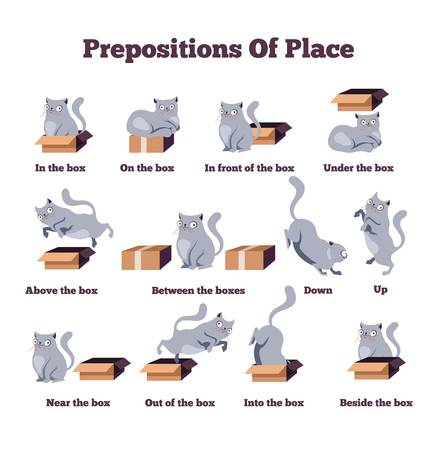 Prepositions Of Place
In the box
On the box
In front of the box
Under the box
Above the box
Between the boxes
Down
Up
Near the box
Out of the box
Into the box
Beside the box